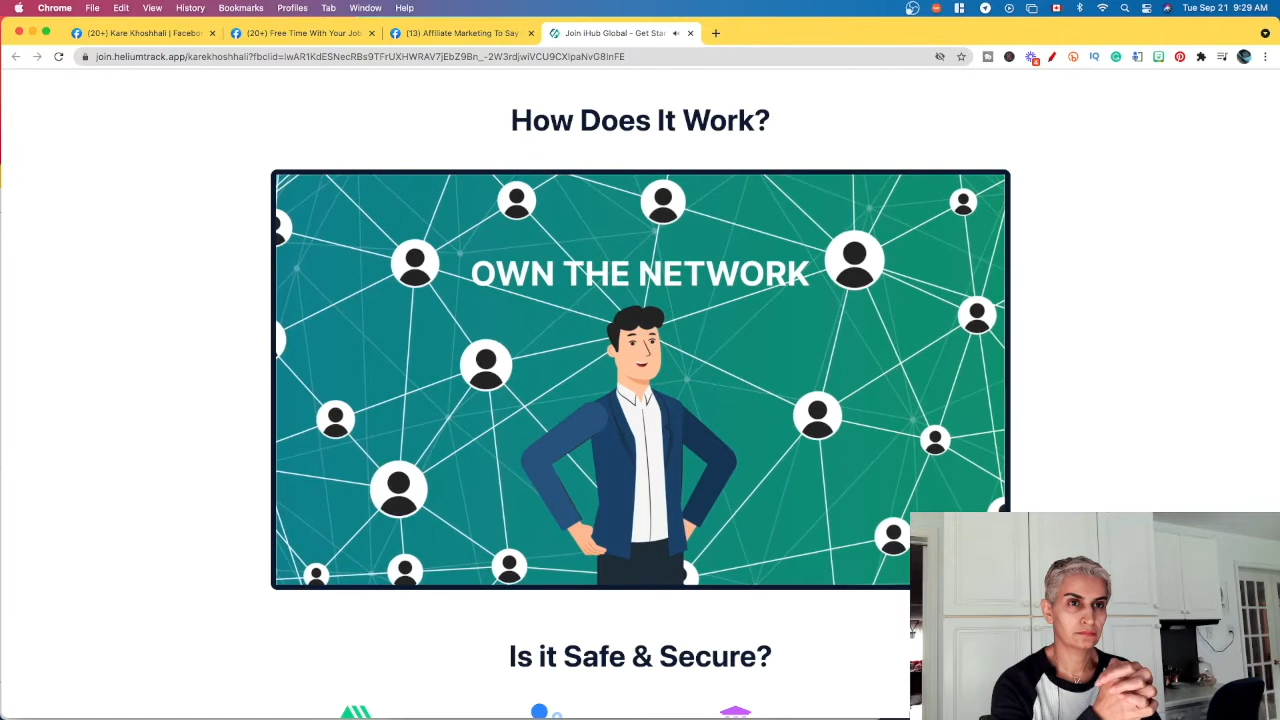 Chrome File Edit View History Bookmarks Profiles Tab Window Help Tue Sep 21 9:29 AM
(20+) Kare Khoshhali | Facebo
(20+) Free Time With Your Job
(13) Affiliate Marketing To Say
Join iHub Global - Get Star
join.heliumtrack.app/karekhoshhali?fbclid=IwAR1KdESNecRBs9TFrUXHWRAV7jEbZ9Bn_-2W3rdjwiVCU9CXlpaNvG8InFE
How Does It Work?
OWN THE NETWORK
Is it Safe & Secure?